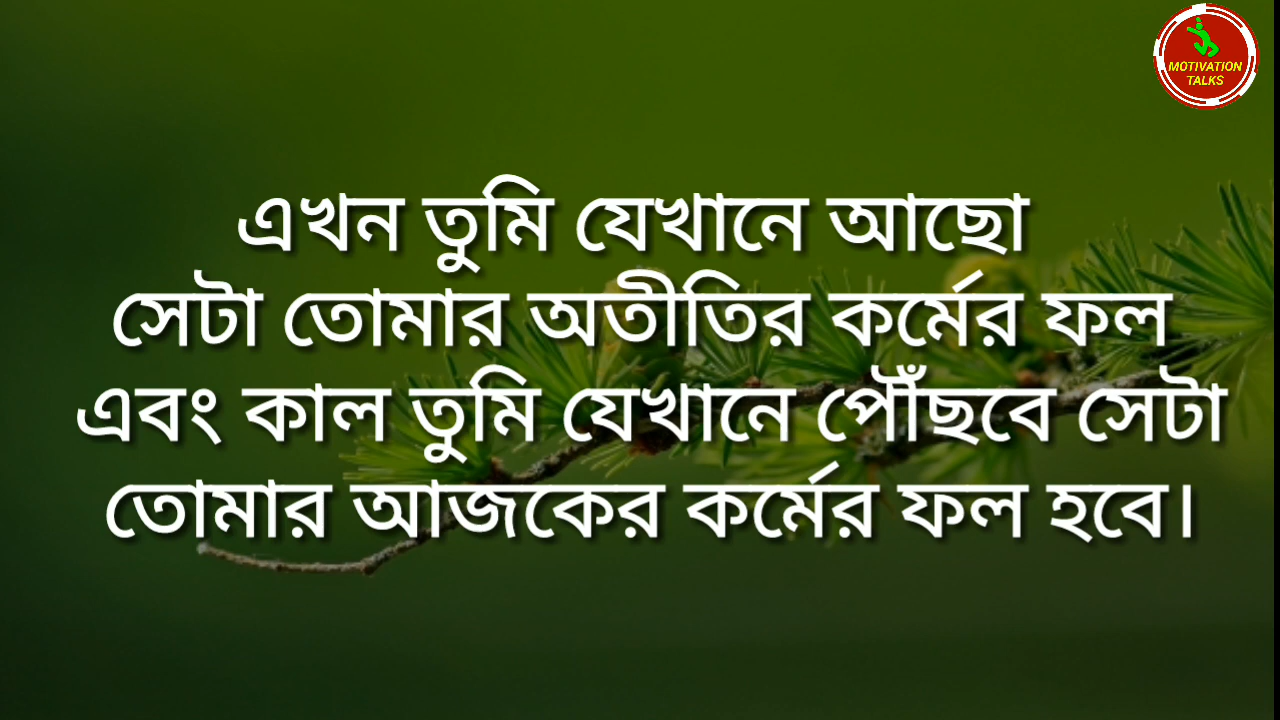 MOTIVATION
TALKS
এখন তুমি যেখানে আছো
সেটা তোমার অতীতির কর্মের ফল
এবং কাল তুমি যেখানে পৌঁছবে সেটা
তোমার আজকের কর্মের ফল হবে।